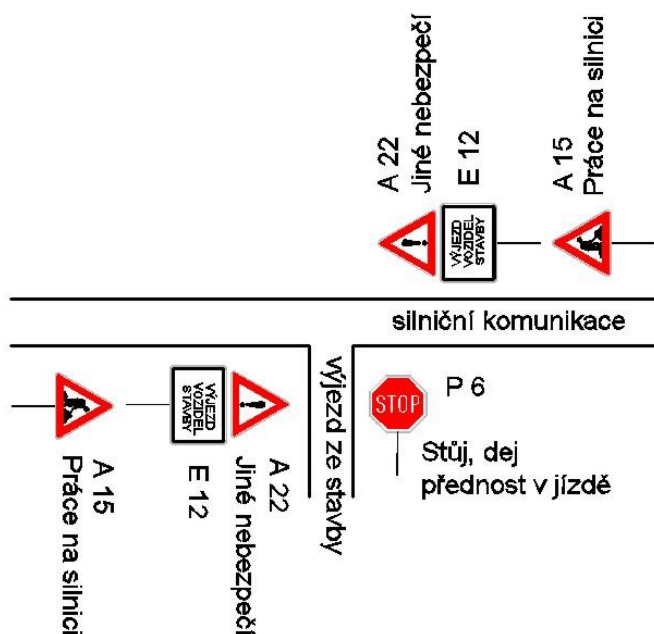 A 22
Jiné nebezpečí
E 12
A 15
Práce na silnici
VÝJEZD
VOZIDEL
STAVBY
silniční komunikace
výjezd ze stavby
STOP
P 6
Stůj, dej
přednost v jízdě
VÝJEZD
VOZIDEL
STAVBY
A 15
Práce na silnici
E 12
A 22
Jiné nebezpečí